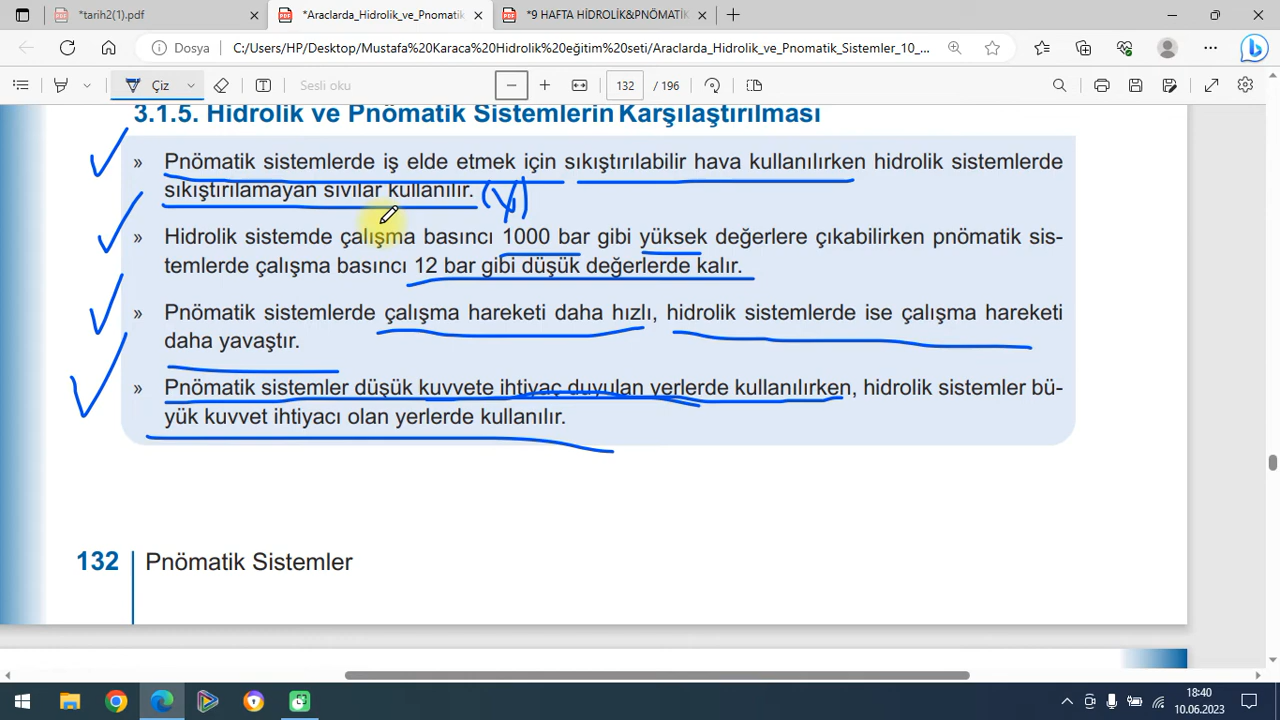 *tarih2(1).pdf
*Araclarda_Hidrolik_ve_Pnomatik
*9 HAFTA HİDROLİK&PNÖMATİK
Dosya
C:/Users/HP/Desktop/Mustafa%20Karaca%20Hidrolik%20eğitim%20seti/Araclarda_Hidrolik_ve_Pnomatik_Sistemler_10_...
Çiz
Sesli oku
132 / 196
3.1.5. Hidrolik ve Pnömatik Sistemlerin Karşılaştırılması
» Pnömatik sistemlerde iş elde etmek için sıkıştırılabilir hava kullanılırken hidrolik sistemlerde
sıkıştırılamayan sıvılar kullanılır.
» Hidrolik sistemde çalışma basıncı 1000 bar gibi yüksek değerlere çıkabilirken pnömatik sis-
temlerde çalışma basıncı 12 bar gibi düşük değerlerde kalır.
» Pnömatik sistemlerde çalışma hareketi daha hızlı, hidrolik sistemlerde ise çalışma hareketi
daha yavaştır.
» Pnömatik sistemler düşük kuvvete ihtiyaç duyulan yerlerde kullanılırken, hidrolik sistemler bü-
yük kuvvet ihtiyacı olan yerlerde kullanılır.
132 Pnömatik Sistemler
18:40
10.06.2023